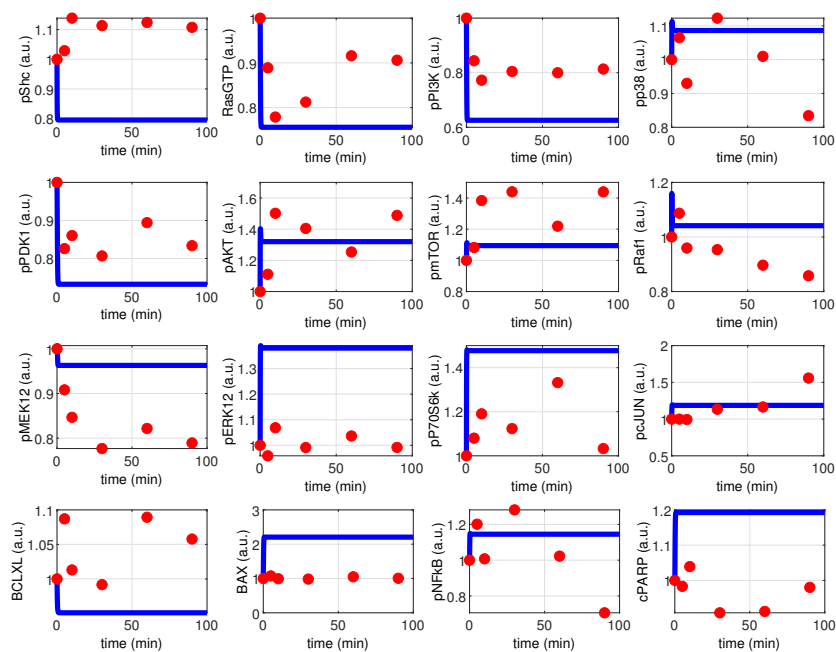 pShc (a.u.)
1.1
1
0.9
0.8
0 50 100
time (min)
RasGTP (a.u.)
1
0.9
0.8
0 50 100
time (min)
pPI3K (a.u.)
1
0.8
0.6
0 50 100
time (min)
pp38 (a.u.)
1.1
1
0.9
0.8
0 50 100
time (min)
pPDK1 (a.u.)
1
0.9
0.8
0 50 100
time (min)
pAKT (a.u.)
1.6
1.4
1.2
1
0 50 100
time (min)
pmTOR (a.u.)
1.6
1.4
1.2
1
0.8
0 50 100
time (min)
pRaf1 (a.u.)
1.2
1
0.8
0 50 100
time (min)
pMEK12 (a.u.)
1
0.9
0.8
0 50 100
time (min)
pERK12 (a.u.)
1.3
1.2
1.1
1
0 50 100
time (min)
pP70S6k (a.u.)
1.4
1.2
1
0 50 100
time (min)
pcJUN (a.u.)
2
1.5
1
0.5
0 50 100
time (min)
BCLXL (a.u.)
1.1
1.05
1
0 50 100
time (min)
BAX (a.u.)
3
2
1
0
0 50 100
time (min)
pNFkB (a.u.)
1.2
1
0.8
0 50 100
time (min)
cPARP (a.u.)
1.2
1.1
1
0 50 100
time (min)